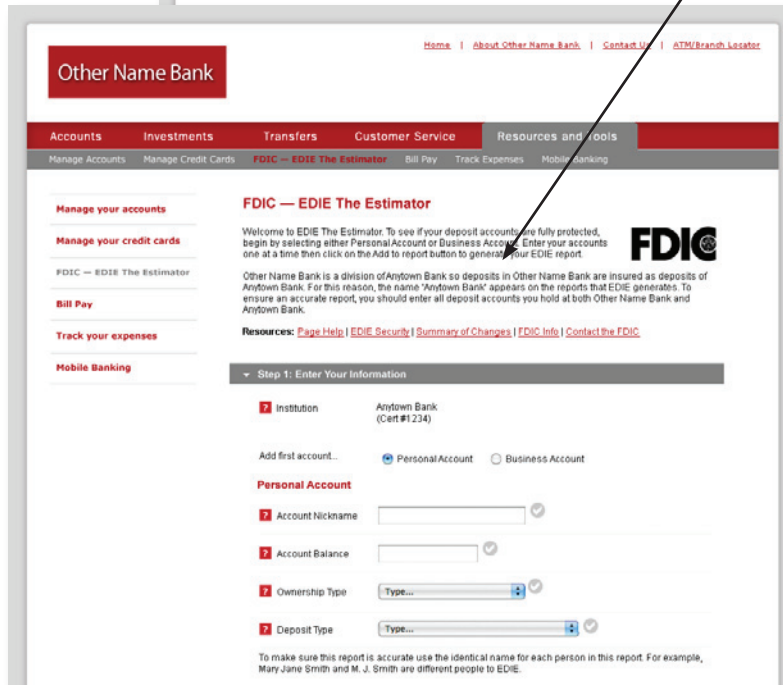 Home | About Other Name Bank | Contact Us | ATM/Branch Locator
Other Name Bank
Accounts Investments Transfers Customer Service Resources and Tools
Manage Accounts Manage Credit Cards FDIC — EDIE The Estimator Bill Pay Track Expenses Mobile Banking
Manage your accounts
Manage your credit cards
FDIC — EDIE The Estimator
Bill Pay
Track your expenses
Mobile Banking
FDIC — EDIE The Estimator
Welcome to EDIE The Estimator. To see if your deposit accounts are fully protected,
begin by selecting either Personal Account or Business Account. Enter your accounts
one at a time then click on the Add to report button to generate your EDIE report.
FDIC
Other Name Bank is a division of Anytown Bank so deposits in Other Name Bank are insured as deposits of
Anytown Bank. For this reason, the name "Anytown Bank" appears on the reports that EDIE generates. To
ensure an accurate report, you should enter all deposit accounts you hold at both Other Name Bank and
Anytown Bank.
Resources: Page Help | EDIE Security | Summary of Changes | FDIC Info | Contact the FDIC
Step 1: Enter Your Information
? Institution Anytown Bank
(Cert #1234)
Add first account... Personal Account Business Account
Personal Account
? Account Nickname
? Account Balance
? Ownership Type Type...
? Deposit Type Type...
To make sure this report is accurate use the identical name for each person in this report. For example,
Mary Jane Smith and M. J. Smith are different people to EDIE.